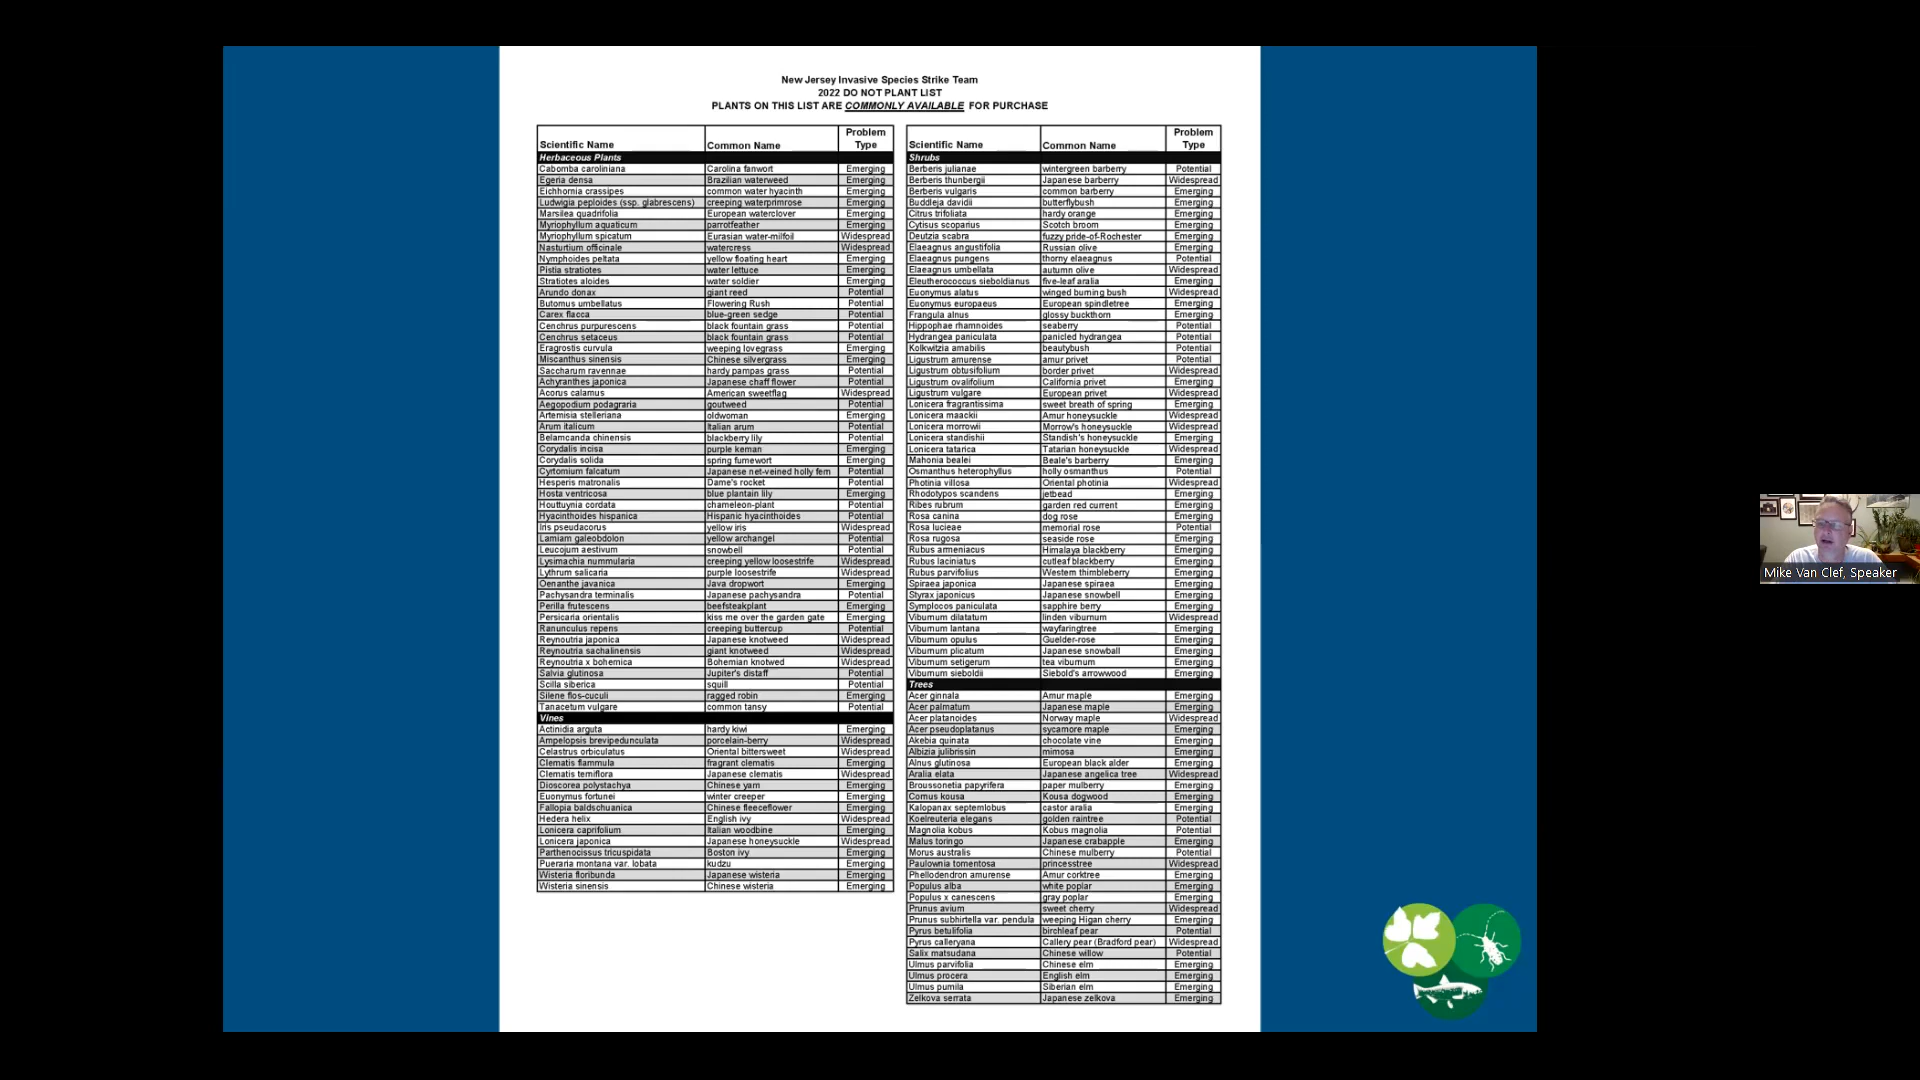 New Jersey Invasive Species Strike Team
2022 DO NOT PLANT LIST
PLANTS ON THIS LIST ARE COMMONLY AVAILABLE FOR PURCHASE
Scientific Name Common Name Problem Type
Herbaceous Plants
Cabomba caroliniana Carolina fanwort Emerging
Egeria densa Brazilian waterweed Emerging
Eichhornia crassipes common water hyacinth Emerging
Ludwigia peploides (ssp. glabrescens) creeping waterprimrose Emerging
Marsilea quadrifolia European waterclover Emerging
Myriophyllum aquaticum parrotfeather Emerging
Myriophyllum spicatum Eurasian water-milfoil Widespread
Nasturtium officinale watercress Widespread
Nymphoides peltata yellow floating heart Emerging
Pistia stratiotes water lettuce Emerging
Stratiotes aloides water soldier Emerging
Arundo donax giant reed Potential
Butomus umbellatus Flowering Rush Potential
Carex flacca blue-green sedge Potential
Cenchrus purpurescens black fountain grass Potential
Cenchrus setaceus black fountain grass Potential
Eragrostis curvula weeping lovegrass Emerging
Miscanthus sinensis Chinese silvergrass Emerging
Saccharum ravennae hardy pampas grass Potential
Achyranthes japonica Japanese chaff flower Potential
Acorus calamus American sweetflag Widespread
Aegopodium podagraria goutweed Potential
Artemisia stelleriana oldwoman Emerging
Arum italicum Italian arum Potential
Belamcanda chinensis blackberry lily Potential
Corydalis incisa purple keman Emerging
Corydalis solida spring fumewort Emerging
Cyrtomium falcatum Japanese net-veined holly fern Potential
Hesperis matronalis Dame's rocket Potential
Hosta ventricosa blue plantain lily Emerging
Houttuynia cordata chameleon-plant Potential
Hyacinthoides hispanica Hispanic hyacinthoides Potential
Iris pseudacorus yellow iris Widespread
Lamiam galeobdolon yellow archangel Potential
Leucojum aestivum snowbell Potential
Lysimachia nummularia creeping yellow loosestrife Widespread
Lythrum salicaria purple loosestrife Widespread
Oenanthe javanica Java dropwort Emerging
Pachysandra terminalis Japanese pachysandra Potential
Perilla frutescens beefsteakplant Emerging
Persicaria orientalis kiss me over the garden gate Emerging
Ranunculus repens creeping buttercup Potential
Reynoutria japonica Japanese knotweed Widespread
Reynoutria sachalinensis giant knotweed Widespread
Reynoutria x bohemica Bohemian knotwed Widespread
Salvia glutinosa Jupiter's distaff Potential
Scilla siberica squill Potential
Silene flos-cuculi ragged robin Emerging
Tanacetum vulgare common tansy Potential
Vines
Actinidia arguta hardy kiwi Emerging
Ampelopsis brevipedunculata porcelain-berry Widespread
Celastrus orbiculatus Oriental bittersweet Widespread
Clematis flammula fragrant clematis Emerging
Clematis terniflora Japanese clematis Widespread
Dioscorea polystachya Chinese yam Emerging
Euonymus fortunei winter creeper Emerging
Fallopia baldschuanica Chinese fleeceflower Emerging
Hedera helix English ivy Widespread
Lonicera caprifolium Italian woodbine Emerging
Lonicera japonica Japanese honeysuckle Widespread
Parthenocissus tricuspidata Boston ivy Emerging
Pueraria montana var. lobata kudzu Emerging
Wisteria floribunda Japanese wisteria Emerging
Wisteria sinensis Chinese wisteria Emerging
Scientific Name Common Name Problem Type
Shrubs
Berberis julianae wintergreen barberry Potential
Berberis thunbergii Japanese barberry Widespread
Berberis vulgaris common barberry Emerging
Buddleja davidii butterflybush Emerging
Citrus trifoliata hardy orange Emerging
Cytisus scoparius Scotch broom Emerging
Deutzia scabra fuzzy pride-of-Rochester Emerging
Elaeagnus angustifolia Russian olive Emerging
Elaeagnus pungens thorny elaeagnus Potential
Elaeagnus umbellata autumn olive Widespread
Eleutherococcus sieboldianus five-leaf aralia Emerging
Euonymus alatus winged burning bush Widespread
Euonymus europaeus European spindletree Emerging
Frangula alnus glossy buckthorn Emerging
Hippophae rhamnoides seaberry Potential
Hydrangea paniculata panicled hydrangea Potential
Kolkwitzia amabilis beautybush Potential
Ligustrum amurense amur privet Potential
Ligustrum obtusifolium border privet Widespread
Ligustrum ovalifolium California privet Emerging
Ligustrum vulgare European privet Widespread
Lonicera fragrantissima sweet breath of spring Emerging
Lonicera maackii Amur honeysuckle Widespread
Lonicera morrowii Morrow's honeysuckle Widespread
Lonicera standishii Standish's honeysuckle Emerging
Lonicera tatarica Tatarian honeysuckle Widespread
Mahonia bealei Beale's barberry Emerging
Osmanthus heterophyllus holly osmanthus Potential
Photinia villosa Oriental photinia Widespread
Rhodotypos scandens jetbead Emerging
Ribes rubrum garden red current Emerging
Rosa canina dog rose Emerging
Rosa lucieae memorial rose Potential
Rosa rugosa seaside rose Emerging
Rubus armeniacus Himalaya blackberry Emerging
Rubus laciniatus cutleaf blackberry Emerging
Rubus parvifolius Western thimbleberry Emerging
Spiraea japonica Japanese spiraea Emerging
Styrax japonicus Japanese snowbell Emerging
Symplocos paniculata sapphire berry Emerging
Viburnum dilatatum linden viburnum Widespread
Viburnum lantana wayfaringtree Emerging
Viburnum opulus Guelder-rose Emerging
Viburnum plicatum Japanese snowball Emerging
Viburnum setigerum tea viburnum Emerging
Viburnum sieboldii Siebold's arrowwood Emerging
Trees
Acer ginnala Amur maple Emerging
Acer palmatum Japanese maple Emerging
Acer platanoides Norway maple Widespread
Acer pseudoplatanus sycamore maple Emerging
Akebia quinata chocolate vine Emerging
Albizia julibrissin mimosa Emerging
Alnus glutinosa European black alder Emerging
Aralia elata Japanese angelica tree Widespread
Broussonetia papyrifera paper mulberry Emerging
Cornus kousa Kousa dogwood Emerging
Kalopanax septemlobus castor aralia Emerging
Koelreuteria elegans golden raintree Potential
Magnolia kobus Kobus magnolia Potential
Malus toringo Japanese crabapple Emerging
Morus australis Chinese mulberry Potential
Paulownia tomentosa princesstree Widespread
Phellodendron amurense Amur corktree Emerging
Populus alba white poplar Emerging
Populus x canescens gray poplar Emerging
Prunus avium sweet cherry Widespread
Prunus subhirtella var. pendula weeping Higan cherry Emerging
Pyrus betulifolia birchleaf pear Potential
Pyrus calleryana Callery pear (Bradford pear) Widespread
Salix matsudana Chinese willow Potential
Ulmus parvifolia Chinese elm Emerging
Ulmus procera English elm Emerging
Ulmus pumila Siberian elm Emerging
Zelkova serrata Japanese zelkova Emerging
Mike Van Clef, Speaker